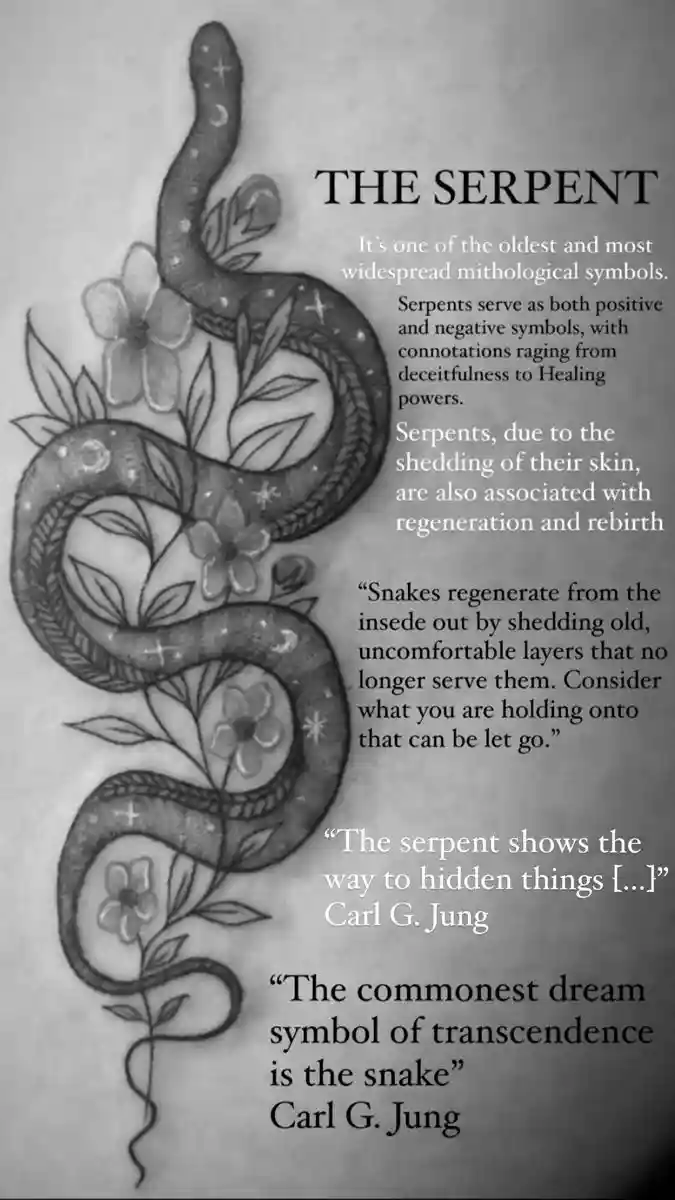 THE SERPENT
It's one of the oldest and most
widespread mithological symbols.
Serpents serve as both positive
and negative symbols, with
connotations raging from
deceitfulness to Healing
powers.
Serpents, due to the
shedding of their skin,
are also associated with
regeneration and rebirth
“Snakes regenerate from the
insede out by shedding old,
uncomfortable layers that no
longer serve them. Consider
what you are holding onto
that can be let go.”
“The serpent shows the
way to hidden things [...]”
Carl G. Jung
“The commonest dream
symbol of transcendence
is the snake”
Carl G. Jung